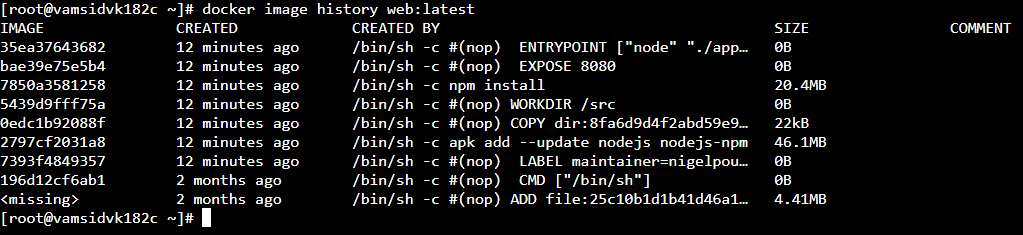 [root@vamsidvk182c ~]# docker image history web:latest
IMAGE CREATED CREATED BY SIZE COMMENT
35ea37643682 12 minutes ago /bin/sh -c #(nop)  ENTRYPOINT ["node" "./app… 0B
bae39e75e5b4 12 minutes ago /bin/sh -c #(nop)  EXPOSE 8080 0B
7850a3581258 12 minutes ago /bin/sh -c npm install 20.4MB
5439d9fff75a 12 minutes ago /bin/sh -c #(nop) WORKDIR /src 0B
0edc1b92088f 12 minutes ago /bin/sh -c #(nop) COPY dir:8fa6d9d4f2abd59e9… 22kB
2797cf2031a8 12 minutes ago /bin/sh -c apk add --update nodejs nodejs-npm 46.1MB
7393f4849357 12 minutes ago /bin/sh -c #(nop)  LABEL maintainer=nigelpou… 0B
196d12cf6ab1 2 months ago /bin/sh -c #(nop)  CMD ["/bin/sh"] 0B
<missing> 2 months ago /bin/sh -c #(nop) ADD file:25c10b1d1b41d46a1… 4.41MB
[root@vamsidvk182c ~]#